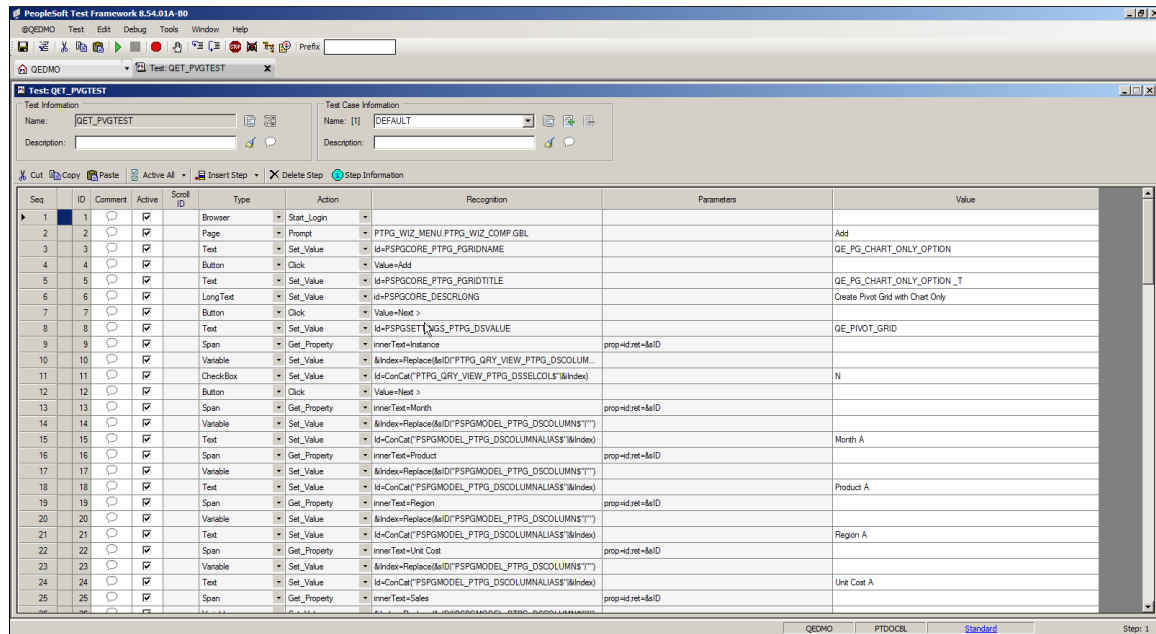 PeopleSoft Test Framework 8.54.01A-B0
@QEDMO Test Edit Debug Tools Window Help
Prefix
QEDMO Test: QET_PVGTEST X
Test: QET_PVGTEST
Test Information Test Case Information
Name: QET_PVGTEST Name: [1] DEFAULT
Description: Description:
Cut Copy Paste Active All Insert Step Delete Step Step Information
Seq ID Comment Active Scroll ID Type Action Recognition Parameters Value
1 1 Browser Start_Login
2 2 Page Prompt PTPG_WIZ_MENU.PTPG_WIZ_COMP.GBL Add
3 3 Text Set_Value Id=PSPGCORE_PTPG_PGRIDNAME QE_PG_CHART_ONLY_OPTION
4 4 Button Click Value=Add
5 5 Text Set_Value Id=PSPGCORE_PTPG_PGRIDTITLE QE_PG_CHART_ONLY_OPTION _T
6 6 LongText Set_Value id=PSPGCORE_DESCRLONG Create Pivot Grid with Chart Only
7 7 Button Click Value=Next >
8 8 Text Set_Value Id=PSPGSETTINGS_PTPG_DSVALUE QE_PIVOT_GRID
9 9 Span Get_Property innerText=Instance prop=id;ret=&sID
10 10 Variable Set_Value &Index=Replace(&sID|"PTPG_QRY_VIEW_PTPG_DSCOLUM...
11 11 CheckBox Set_Value Id=ConCat("PTPG_QRY_VIEW_PTPG_DSSELCOL$"|&Index) N
12 12 Button Click Value=Next >
13 13 Span Get_Property innerText=Month prop=id;ret=&sID
14 14 Variable Set_Value &Index=Replace(&sID|"PSPGMODEL_PTPG_DSCOLUMN$"|"")
15 15 Text Set_Value Id=ConCat("PSPGMODEL_PTPG_DSCOLUMNALIAS$"|&Index) Month A
16 16 Span Get_Property innerText=Product prop=id;ret=&sID
17 17 Variable Set_Value &Index=Replace(&sID|"PSPGMODEL_PTPG_DSCOLUMN$"|"")
18 18 Text Set_Value Id=ConCat("PSPGMODEL_PTPG_DSCOLUMNALIAS$"|&Index) Product A
19 19 Span Get_Property innerText=Region prop=id;ret=&sID
20 20 Variable Set_Value &Index=Replace(&sID|"PSPGMODEL_PTPG_DSCOLUMN$"|"")
21 21 Text Set_Value Id=ConCat("PSPGMODEL_PTPG_DSCOLUMNALIAS$"|&Index) Region A
22 22 Span Get_Property innerText=Unit Cost prop=id;ret=&sID
23 23 Variable Set_Value &Index=Replace(&sID|"PSPGMODEL_PTPG_DSCOLUMN$"|"")
24 24 Text Set_Value Id=ConCat("PSPGMODEL_PTPG_DSCOLUMNALIAS$"|&Index) Unit Cost A
25 25 Span Get_Property innerText=Sales prop=id;ret=&sID
QEDMO PTDOCBL Standard Step: 1